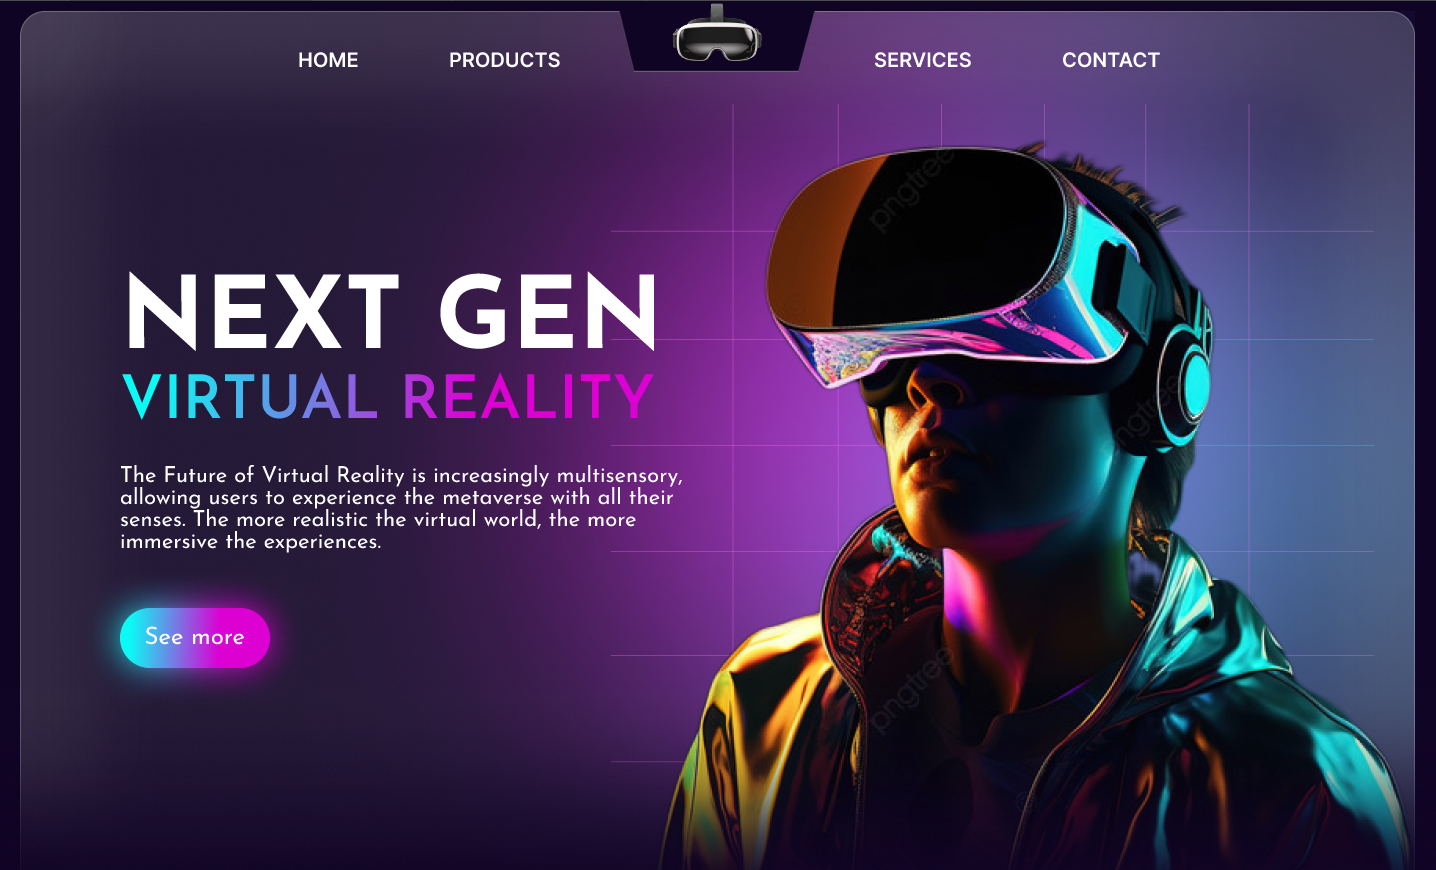 HOME
PRODUCTS
SERVICES
CONTACT
NEXT GEN
VIRTUAL REALITY
The Future of Virtual Reality is increasingly multisensory,
allowing users to experience the metaverse with all their
senses. The more realistic the virtual world, the more
immersive the experiences.
See more
pngtree
pngtree
pngtree